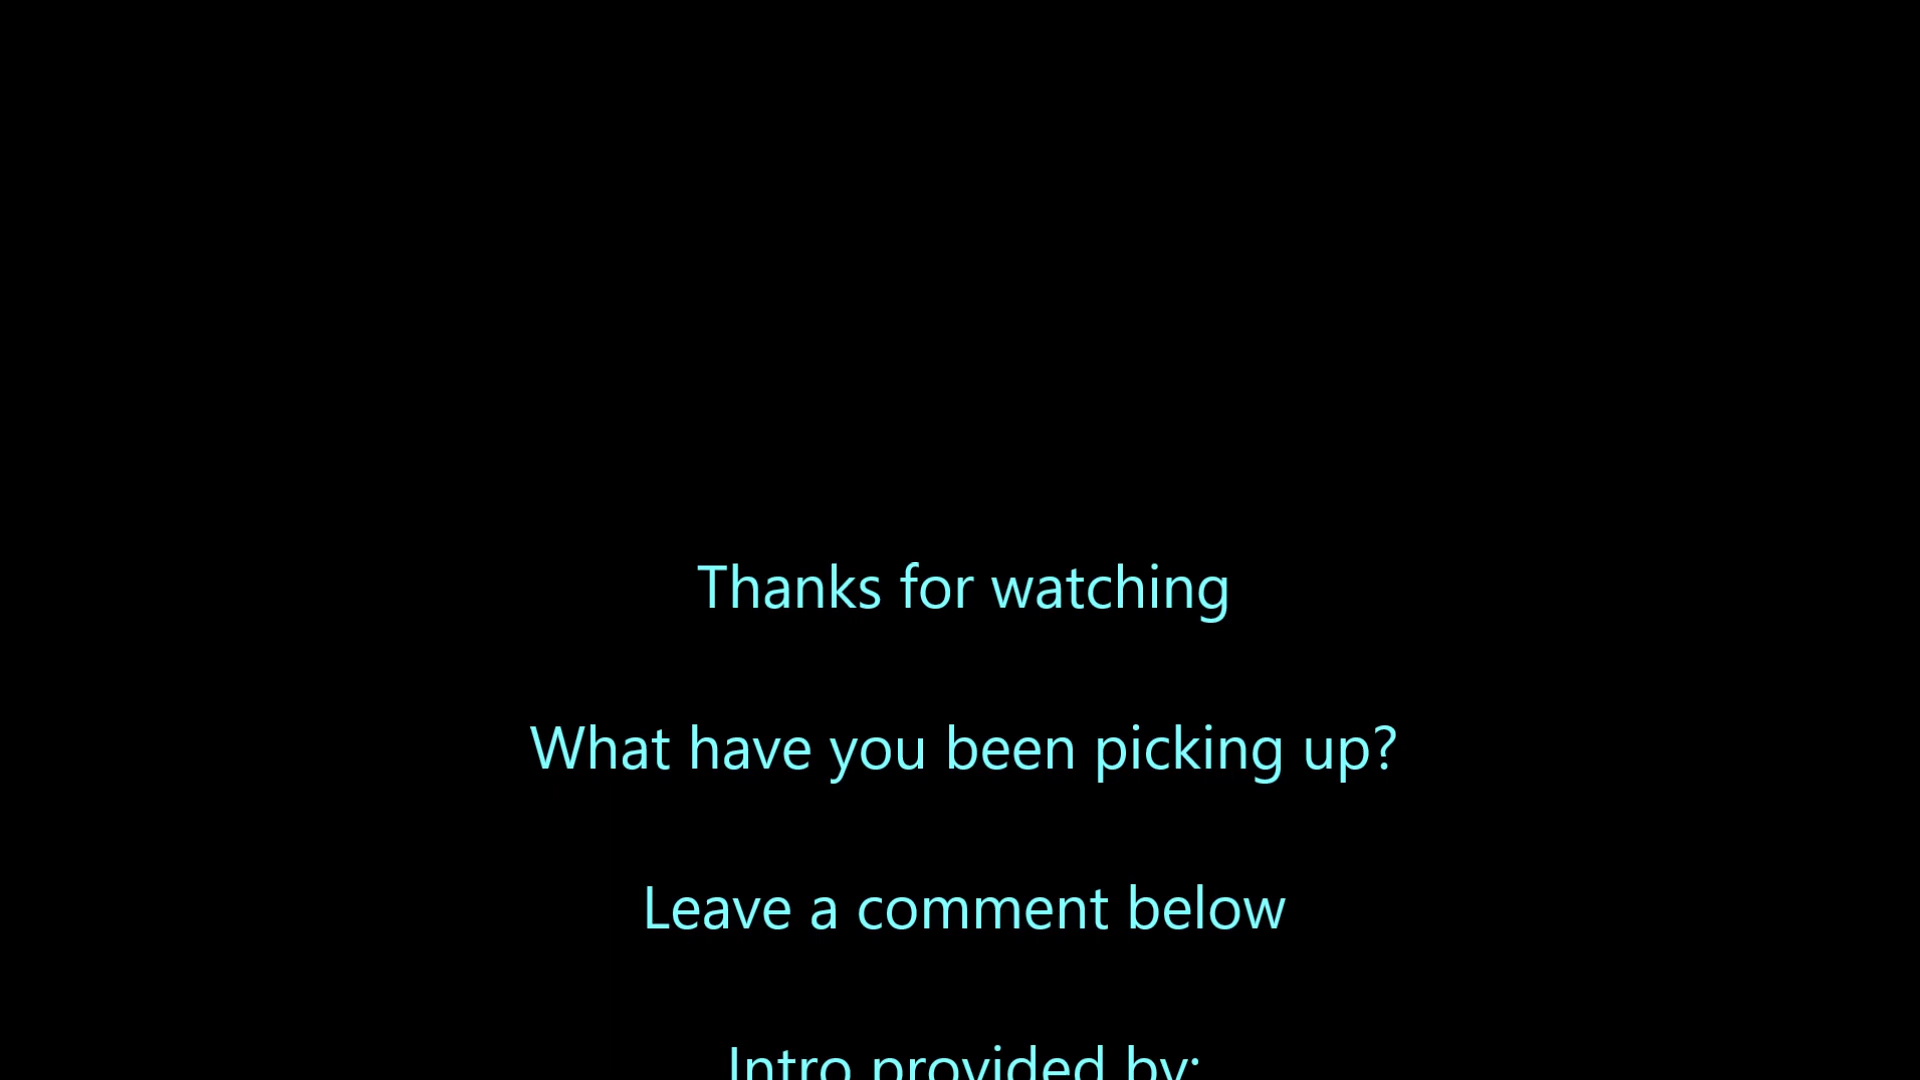 Thanks for watching
What have you been picking up?
Leave a comment below
Intro provided by: